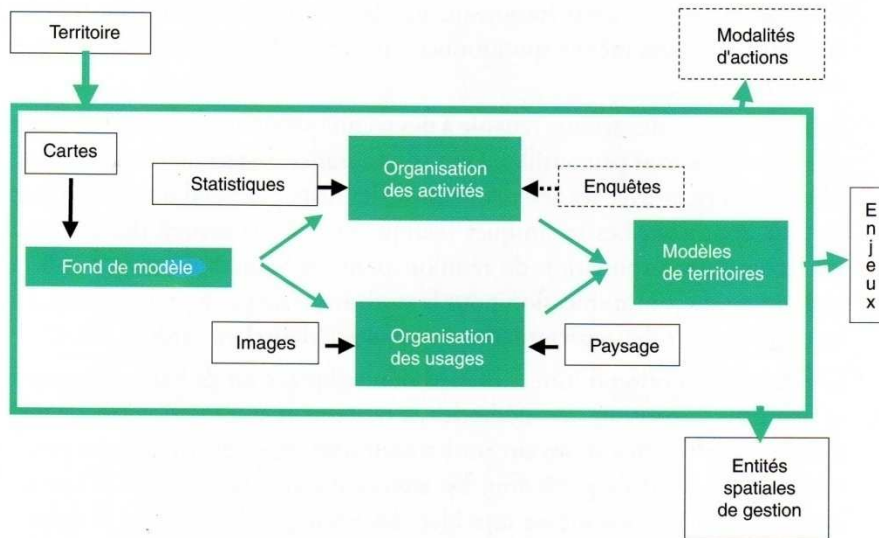 Territoire
Modalités
d'actions
Cartes
Statistiques
Organisation
des activités
Enquêtes
Fond de modèle
Modèles
de territoires
E
n
j
e
u
x
Images
Organisation
des usages
Paysage
Entités
spatiales
de gestion